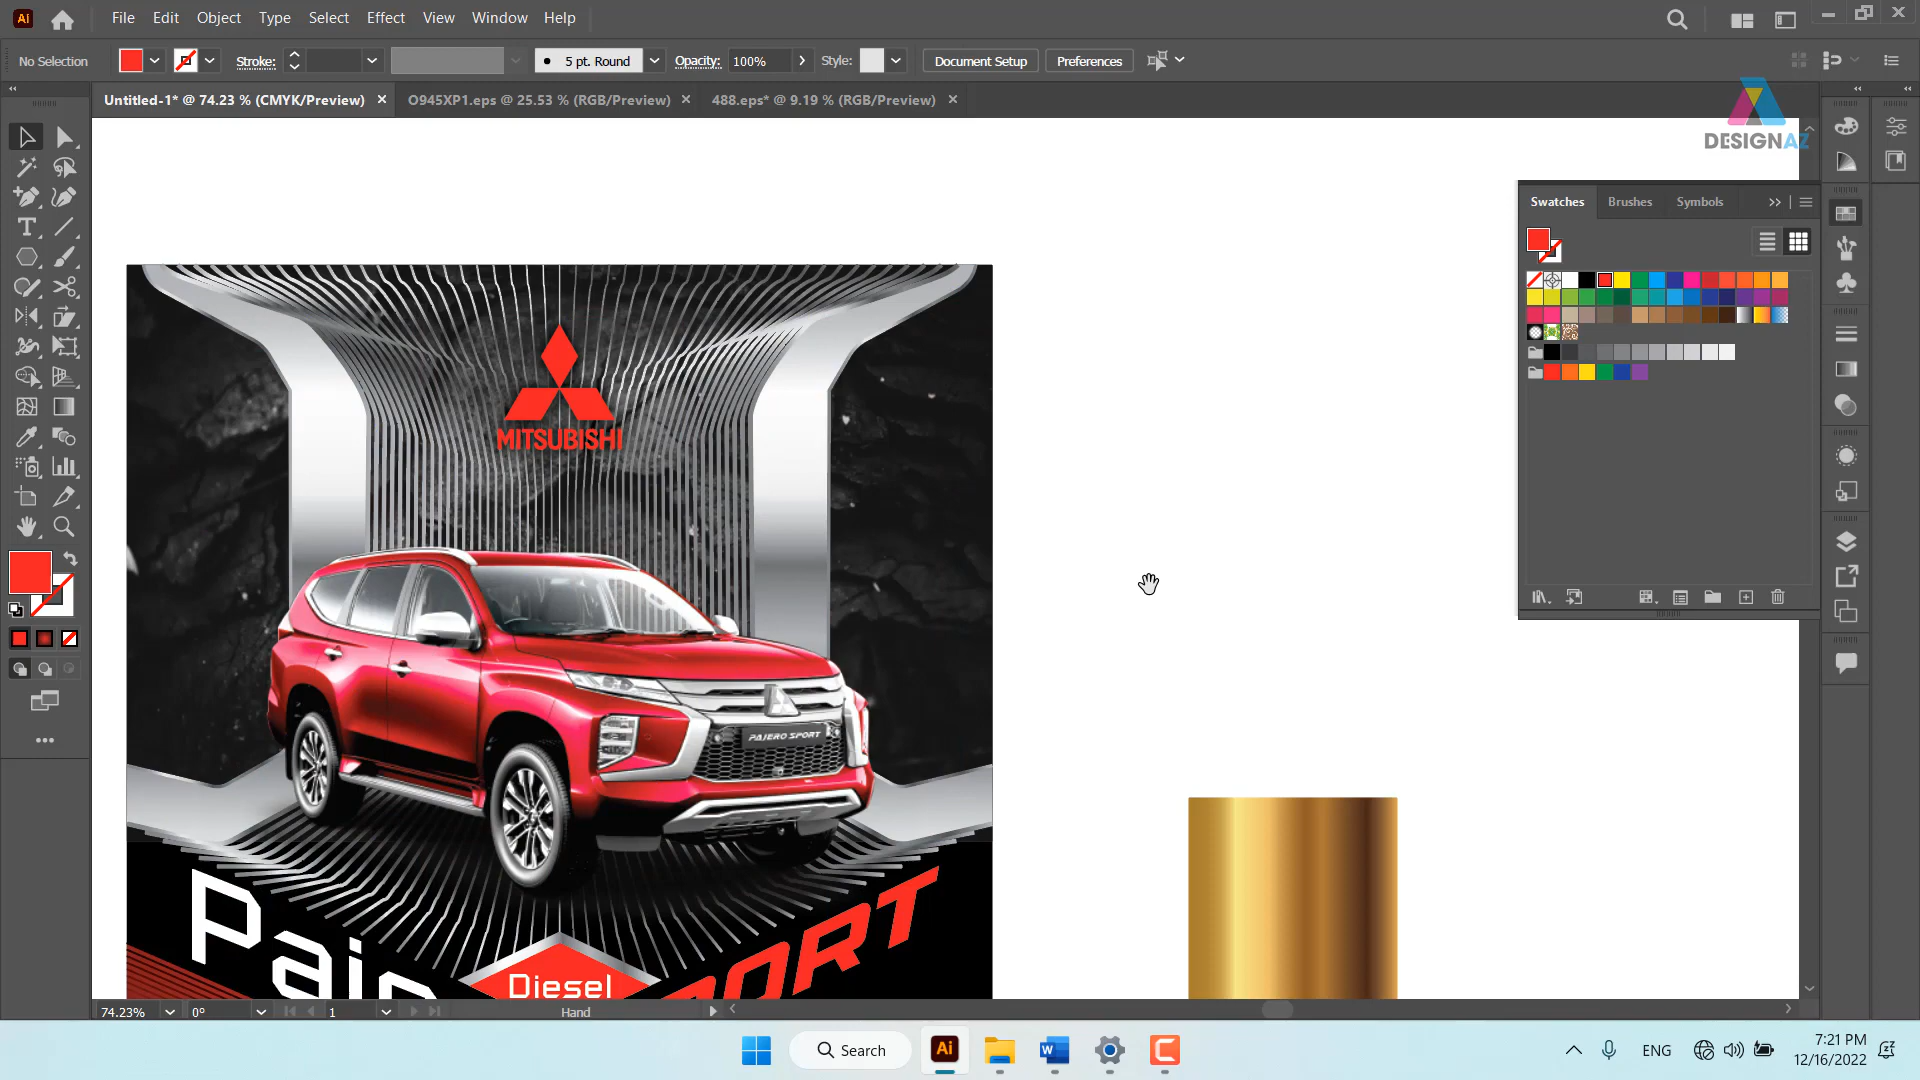 Ai File Edit Object Type Select Effect View Window Help
No Selection Stroke: 5 pt. Round Opacity: 100% Style: Document Setup Preferences
Untitled-1* @ 74.23 % (CMYK/Preview) × O945XP1.eps @ 25.53 % (RGB/Preview) × 488.eps* @ 9.19 % (RGB/Preview) ×
DESIGNAZ
Swatches Brushes Symbols
MITSUBISHI
PAJERO SPORT
Diesel
74.23% 0° 1 Hand
Search Ai ENG 7:21 PM
12/16/2022